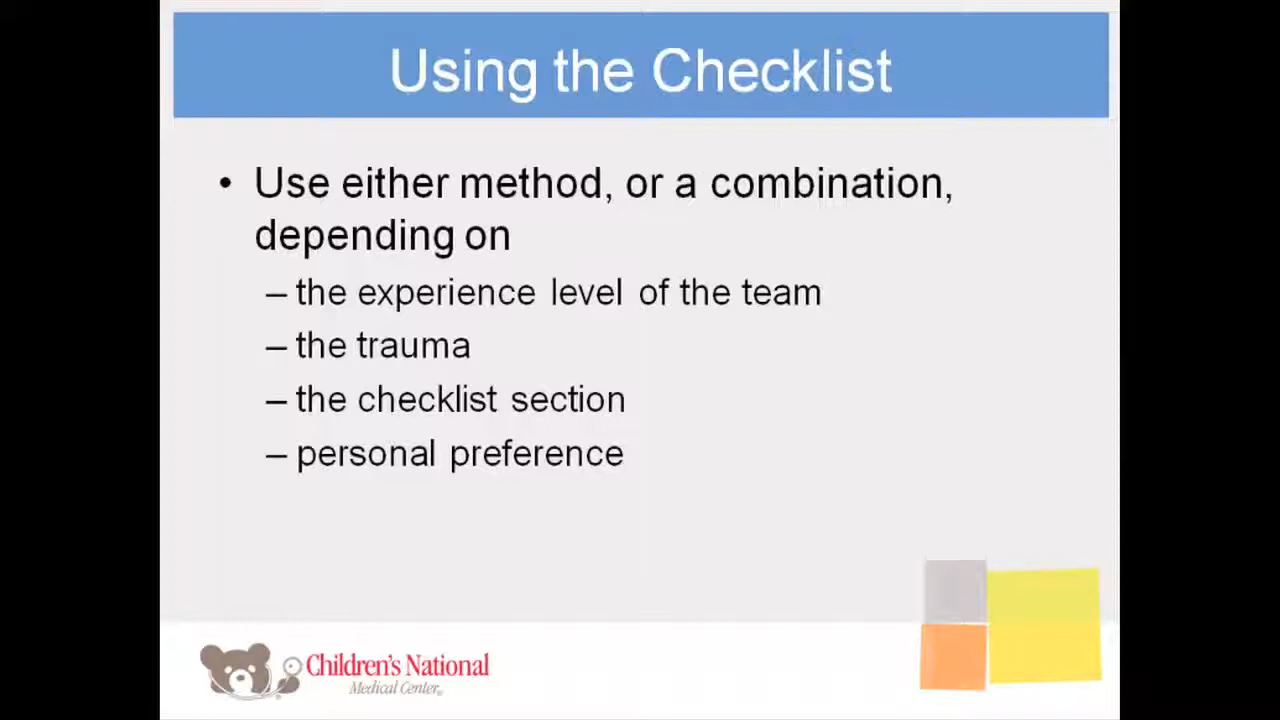 Using the Checklist
• Use either method, or a combination,
depending on
– the experience level of the team
– the trauma
– the checklist section
– personal preference
Children's National
Medical Center